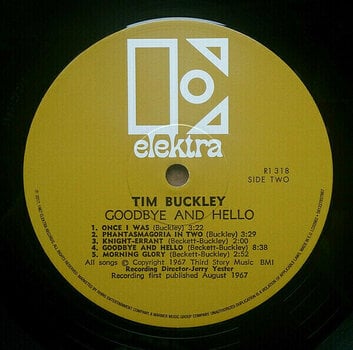 elektra
R1 318
SIDE TWO
TIM BUCKLEY
GOODBYE AND HELLO
1. ONCE I WAS (Buckley) 3:22
2. PHANTASMAGORIA IN TWO (Buckley) 3:29
3. KNIGHT-ERRANT (Beckett-Buckley) 2:00
4. GOODBYE AND HELLO (Beckett-Buckley) 8:38
5. MORNING GLORY (Beckett-Buckley) 2:52
All songs © Copyright 1967 Third Story Music BMI
Recording Director-Jerry Yester
Recording first published August 1967